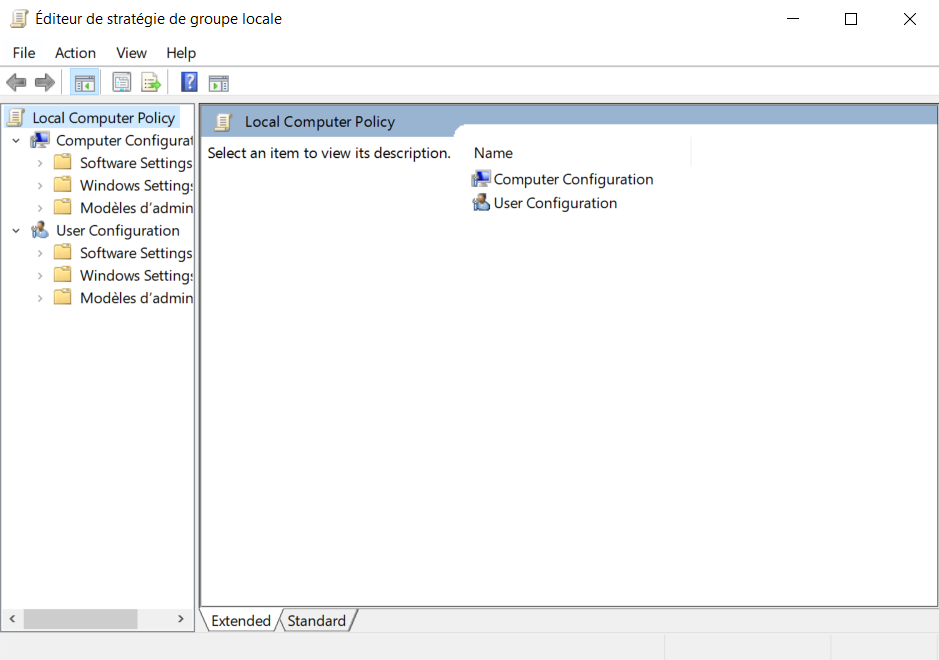 Éditeur de stratégie de groupe locale
File Action View Help
Local Computer Policy
Computer Configurat
Software Settings
Windows Setting
Modèles d'admin
User Configuration
Software Settings
Windows Setting
Modèles d'admin
Local Computer Policy
Select an item to view its description.
Name
Computer Configuration
User Configuration
Extended
Standard